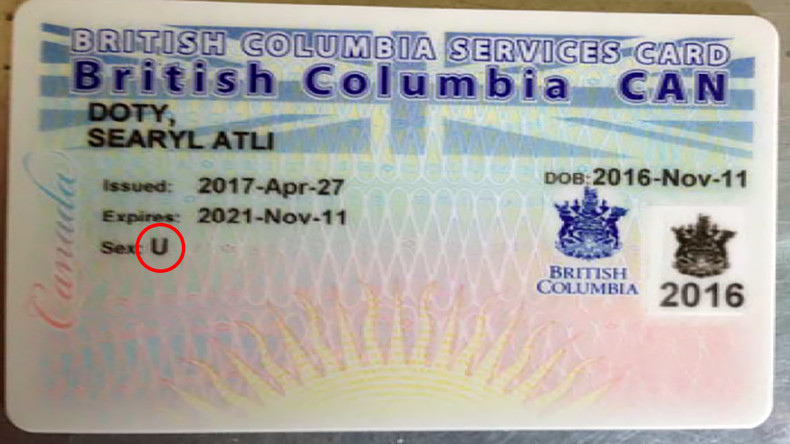 BRITISH COLUMBIA SERVICES CARD
British Columbia CAN
DOTY,
SEARYL ATLI
Issued: 2017-Apr-27
DOB: 2016-Nov-11
Expires: 2021-Nov-11
Sex: U
Canada
BRITISH
COLUMBIA
2016